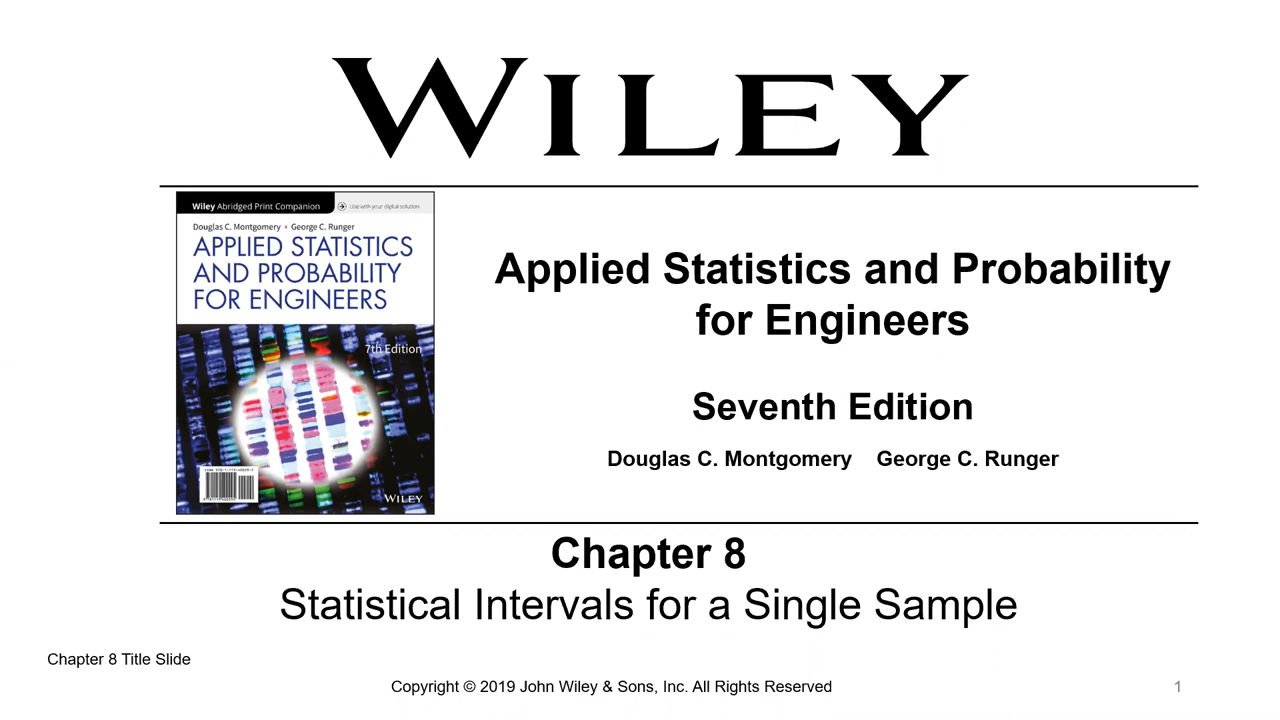 WILEY
Wiley Abridged Print Companion
Use with your digital solution
Douglas C. Montgomery • George C. Runger
APPLIED STATISTICS
AND PROBABILITY
FOR ENGINEERS
7th Edition
WILEY
Applied Statistics and Probability
for Engineers
Seventh Edition
Douglas C. Montgomery George C. Runger
Chapter 8
Statistical Intervals for a Single Sample
Chapter 8 Title Slide
Copyright © 2019 John Wiley & Sons, Inc. All Rights Reserved
1